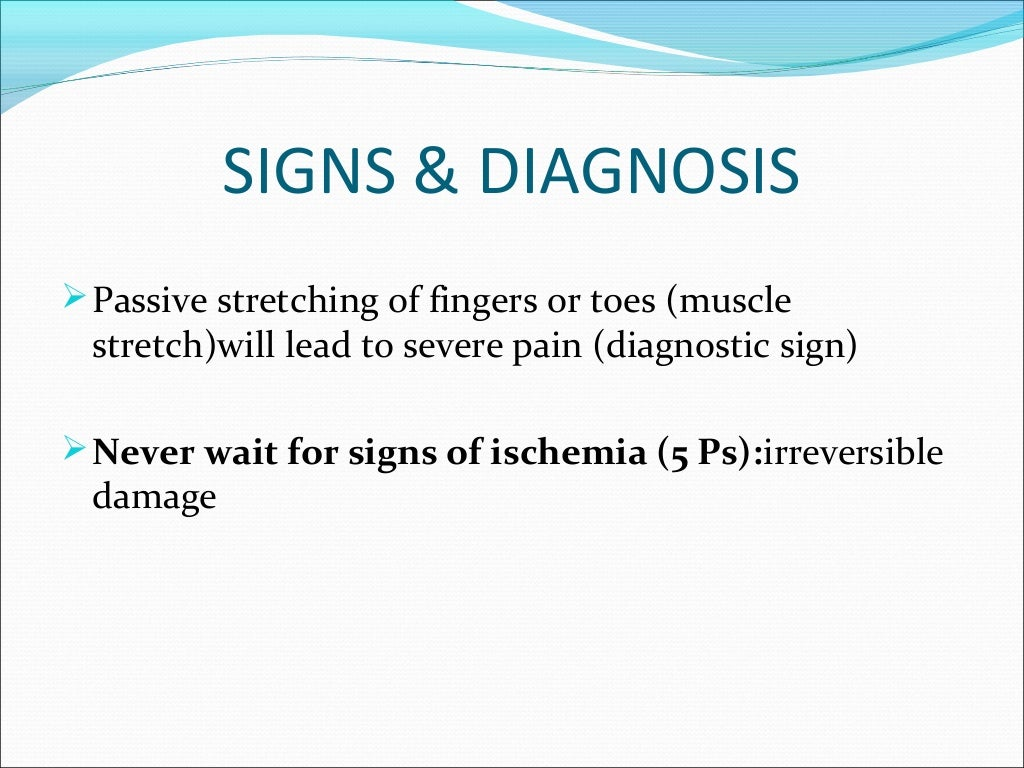 SIGNS & DIAGNOSIS
Passive stretching of fingers or toes (muscle
stretch)will lead to severe pain (diagnostic sign)
Never wait for signs of ischemia (5 Ps):irreversible
damage